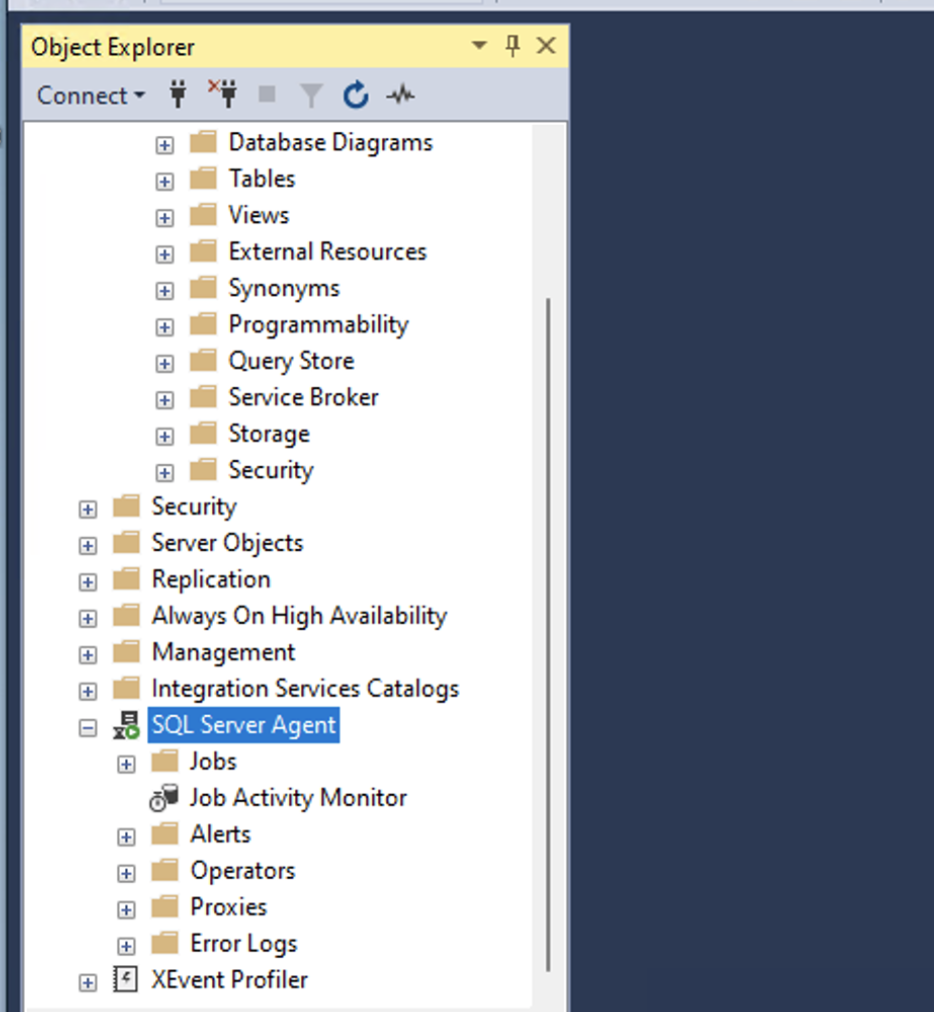 Object Explorer
Connect
Database Diagrams
Tables
Views
External Resources
Synonyms
Programmability
Query Store
Service Broker
Storage
Security
Security
Server Objects
Replication
Always On High Availability
Management
Integration Services Catalogs
SQL Server Agent
Jobs
Job Activity Monitor
Alerts
Operators
Proxies
Error Logs
XEvent Profiler